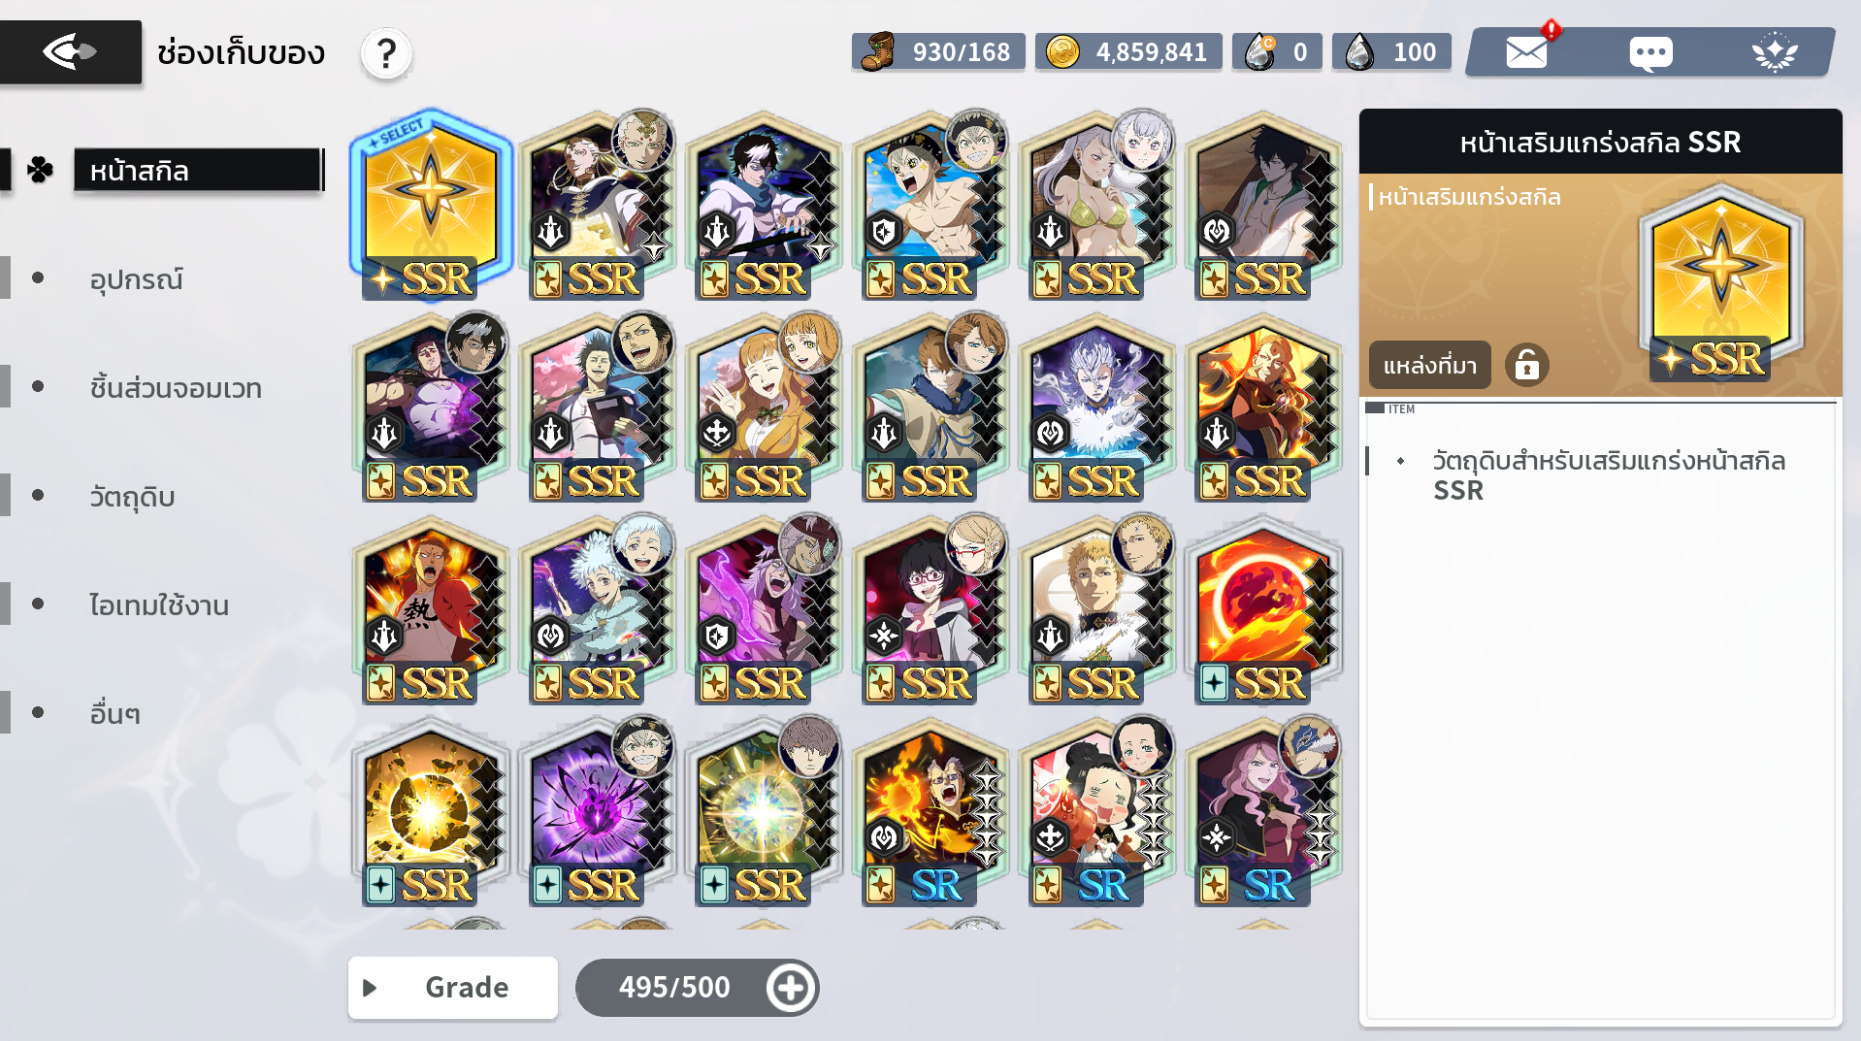 ช่องเก็บของ
?
930/168
4,859,841
C
0
100
!
หน้าสกิล
อุปกรณ์
ชิ้นส่วนจอมเวท
วัตถุดิบ
ไอเทมใช้งาน
อื่นๆ
SELECT
SSR
SSR
SSR
SSR
SSR
SSR
SSR
SSR
SSR
SSR
SSR
SSR
熱
SSR
SSR
SSR
SSR
SSR
SSR
SSR
SSR
SSR
SR
SR
SR
Grade
495/500
หน้าเสริมแกร่งสกิล SSR
หน้าเสริมแกร่งสกิล
SSR
แหล่งที่มา
ITEM
วัตถุดิบสำหรับเสริมแกร่งหน้าสกิล
SSR